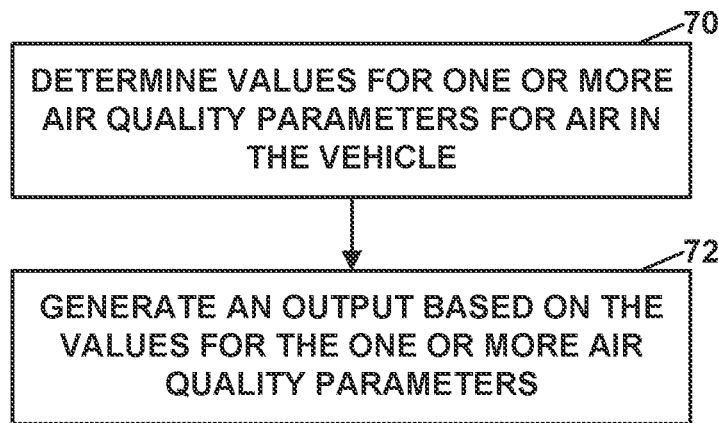 70
DETERMINE VALUES FOR ONE OR MORE
AIR QUALITY PARAMETERS FOR AIR IN
THE VEHICLE
72
GENERATE AN OUTPUT BASED ON THE
VALUES FOR THE ONE OR MORE AIR
QUALITY PARAMETERS